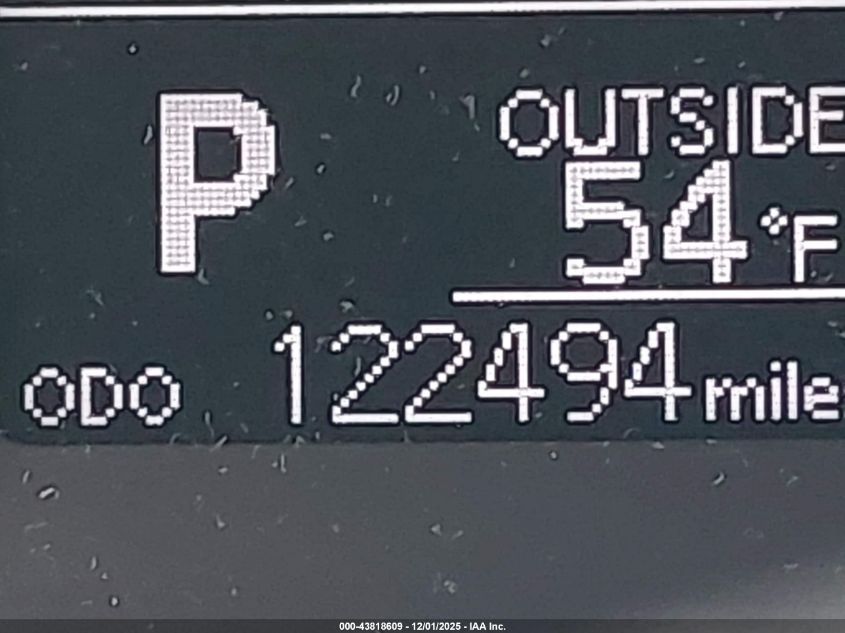 P
OUTSIDE
54°F
ODO 122494 mile
000-43818609 - 12/01/2025 - IAA Inc.